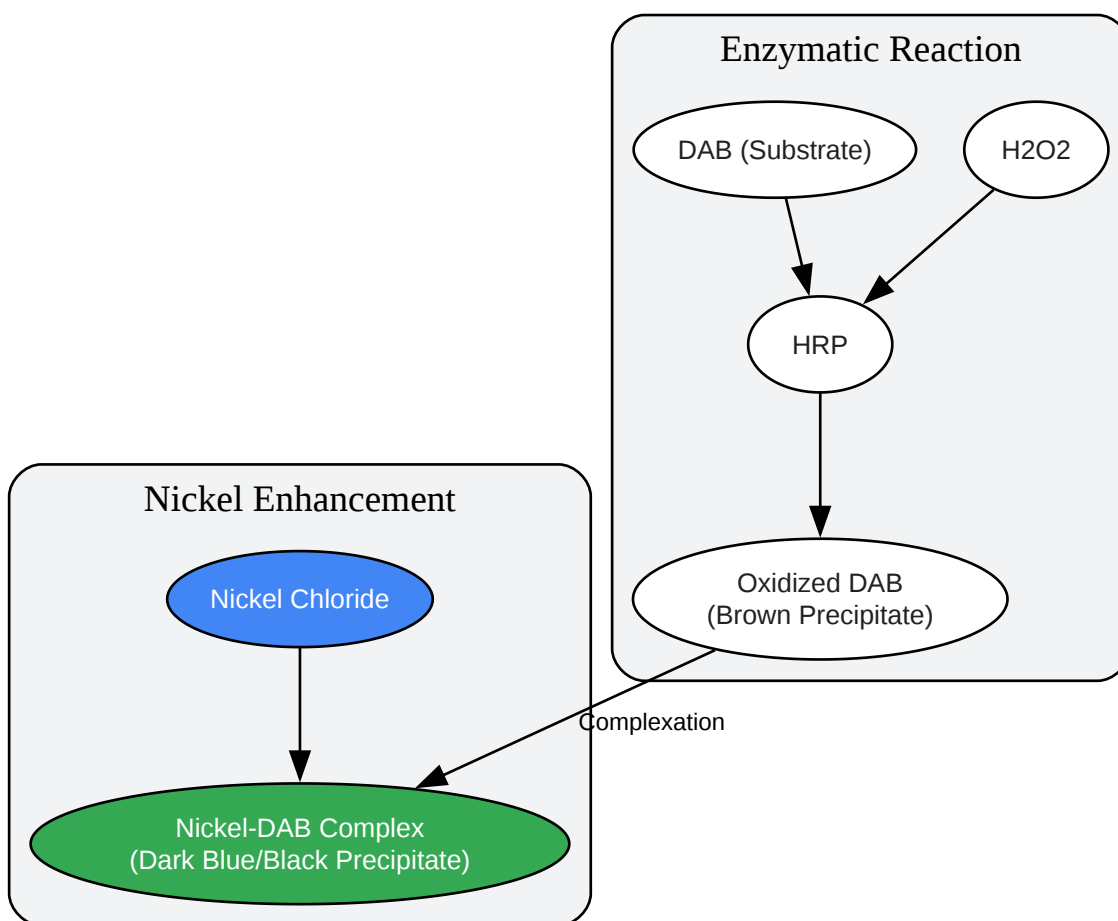 Enzymatic Reaction
DAB (Substrate)
H2O2
HRP
Oxidized DAB
(Brown Precipitate)
Complexation
Nickel Enhancement
Nickel Chloride
Nickel-DAB Complex
(Dark Blue/Black Precipitate)